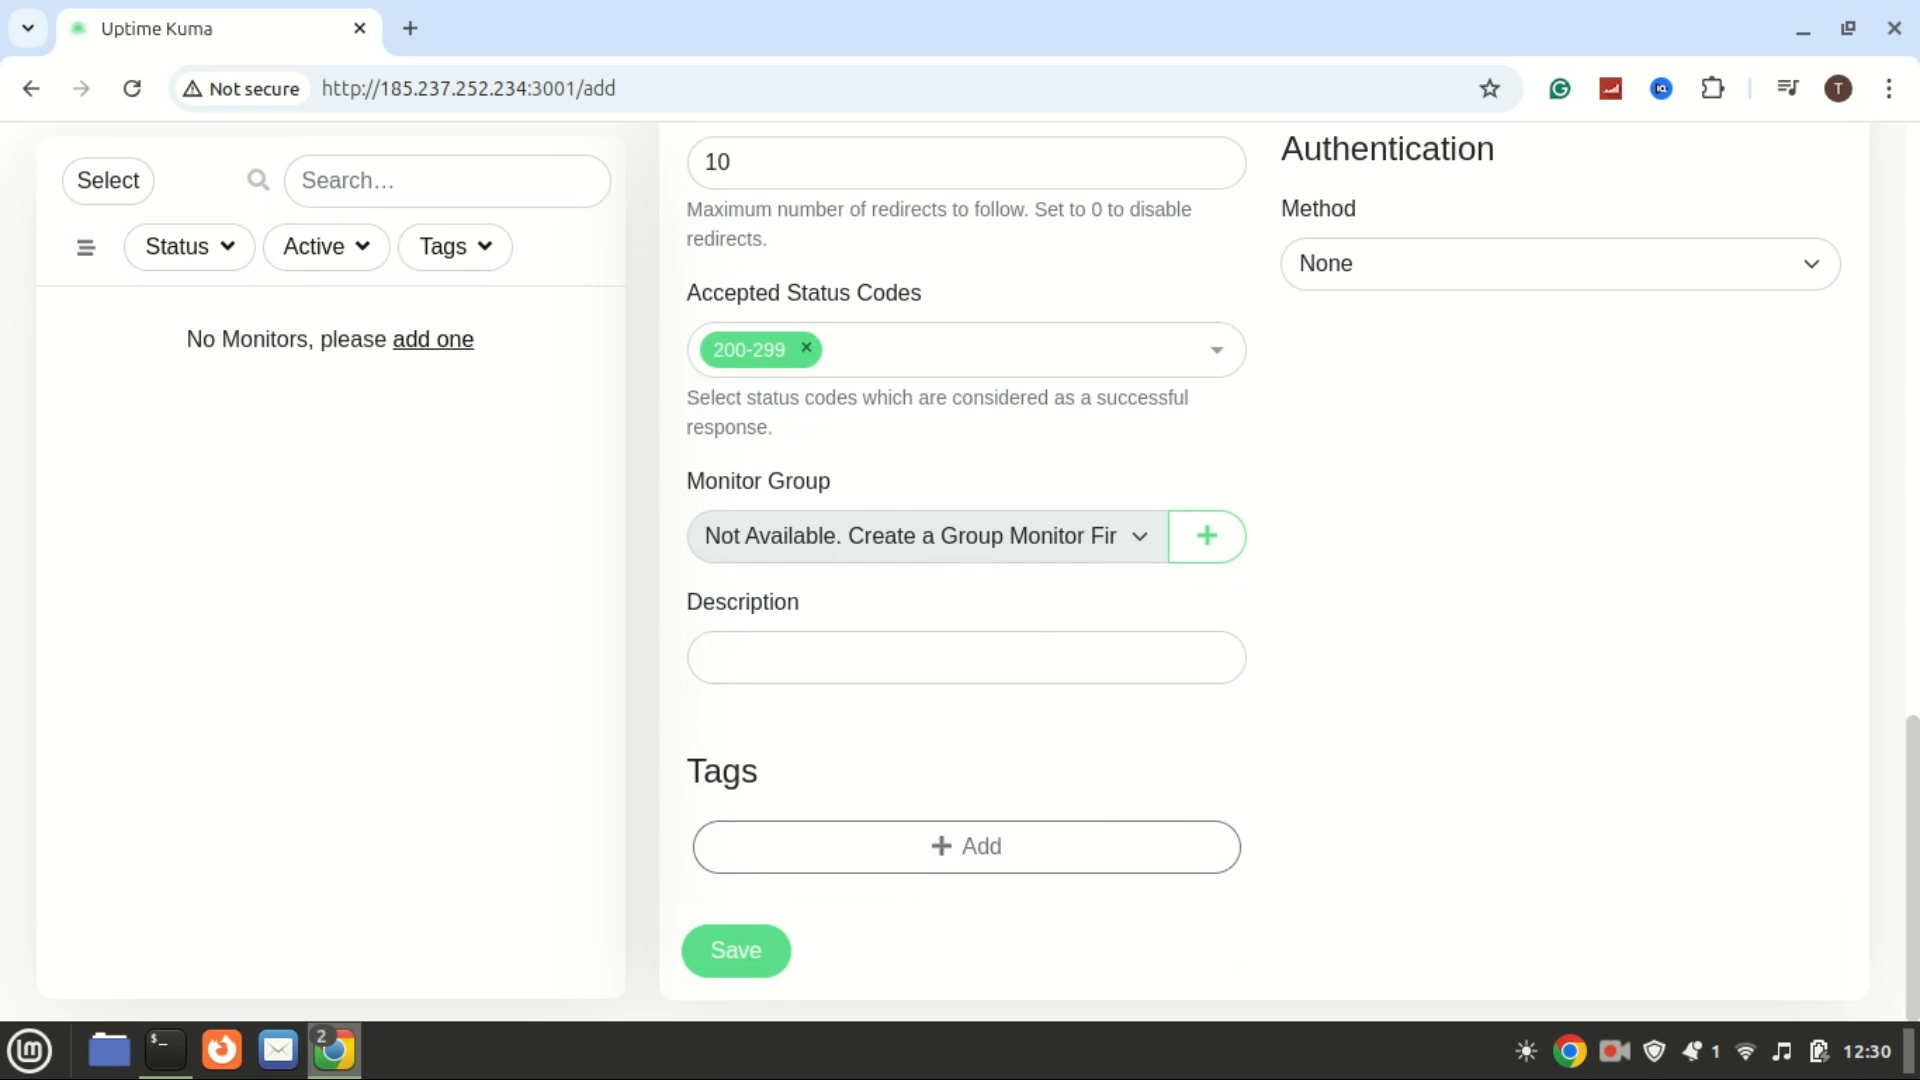 Uptime Kuma
Not secure
http://185.237.252.234:3001/add
Select
Search…
Status
Active
Tags
No Monitors, please add one
10
Maximum number of redirects to follow. Set to 0 to disable
redirects.
Accepted Status Codes
200-299
Select status codes which are considered as a successful
response.
Monitor Group
Not Available. Create a Group Monitor Fir
Description
Tags
Add
Save
Authentication
Method
None
T
2
1
12:30